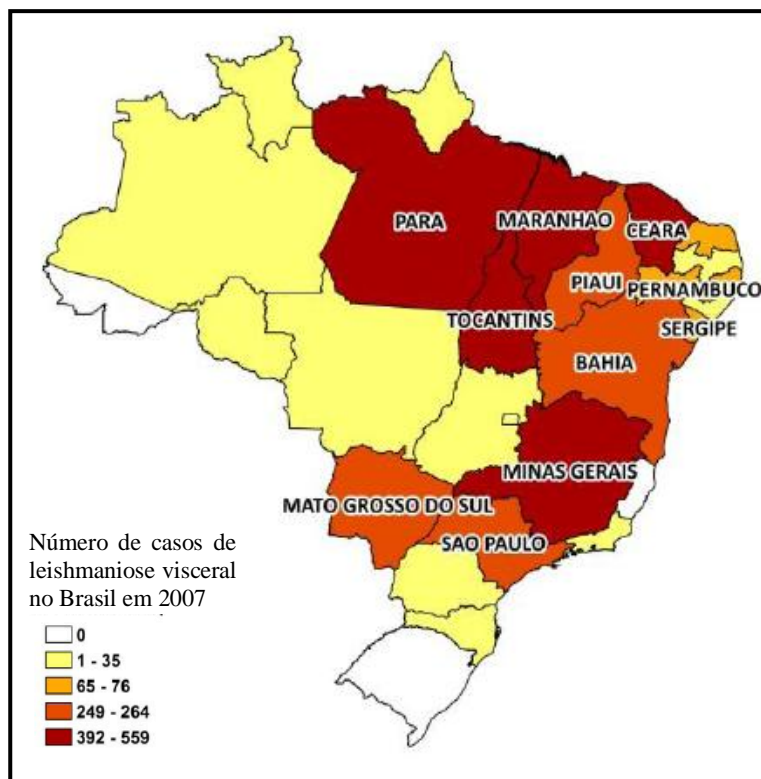 PARA
MARANHAO
CEARA
PIAUI
PERNAMBUCO
TOCANTINS
SERGIPE
BAHIA
MINAS GERAIS
MATO GROSSO DO SUL
SAO PAULO
Número de casos de
leishmaniose visceral
no Brasil em 2007
0
1 - 35
65 - 76
249 - 264
392 - 559